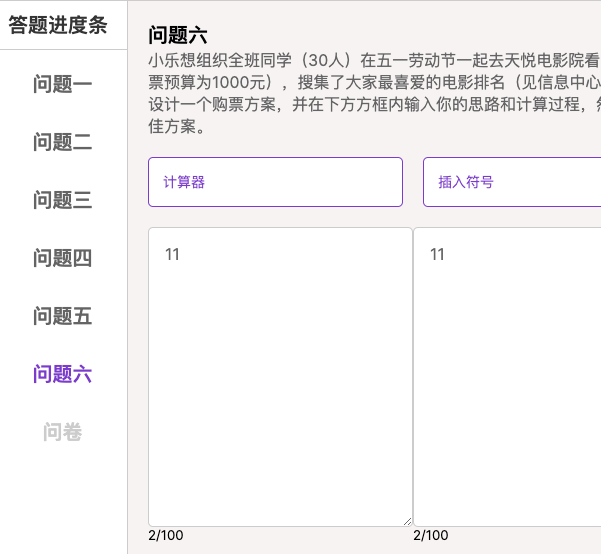 答题进度条
问题一
问题二
问题三
问题四
问题五
问题六
问卷
问题六
小乐想组织全班同学（30人）在五一劳动节一起去天悦电影院看
票预算为1000元），搜集了大家最喜爱的电影排名（见信息中心
设计一个购票方案，并在下方方框内输入你的思路和计算过程，
佳方案。
计算器
插入符号
11
11
2/100
2/100